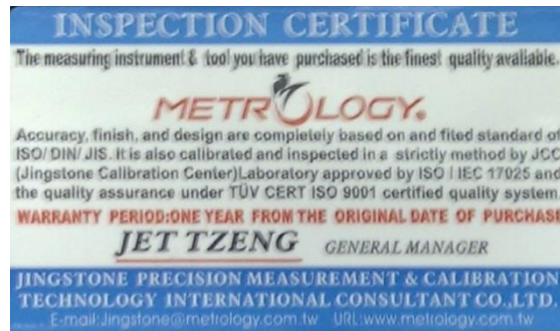 INSPECTION CERTIFICATE
The measuring instrument & tool you have purchased is the finest quality avaliable.
METROLOGY®
Accuracy, finish, and design are completely based on and fited standard of
ISO/ DIN/ JIS. It is also calibrated and inspected in a strictly method by JCC
(Jingstone Calibration Center)Laboratory approved by ISO / IEC 17025 and
the quality assurance under TÜV CERT ISO 9001 certified quality system
WARRANTY PERIOD:ONE YEAR FROM THE ORIGINAL DATE OF PURCHAS
JET TZENG GENERAL MANAGER
JINGSTONE PRECISION MEASUREMENT & CALIBRATION
TECHNOLOGY INTERNATIONAL CONSULTANT CO.,LTD.
E-mail:Jingstone@metrology.com.tw URL:www.metrology.com.tw